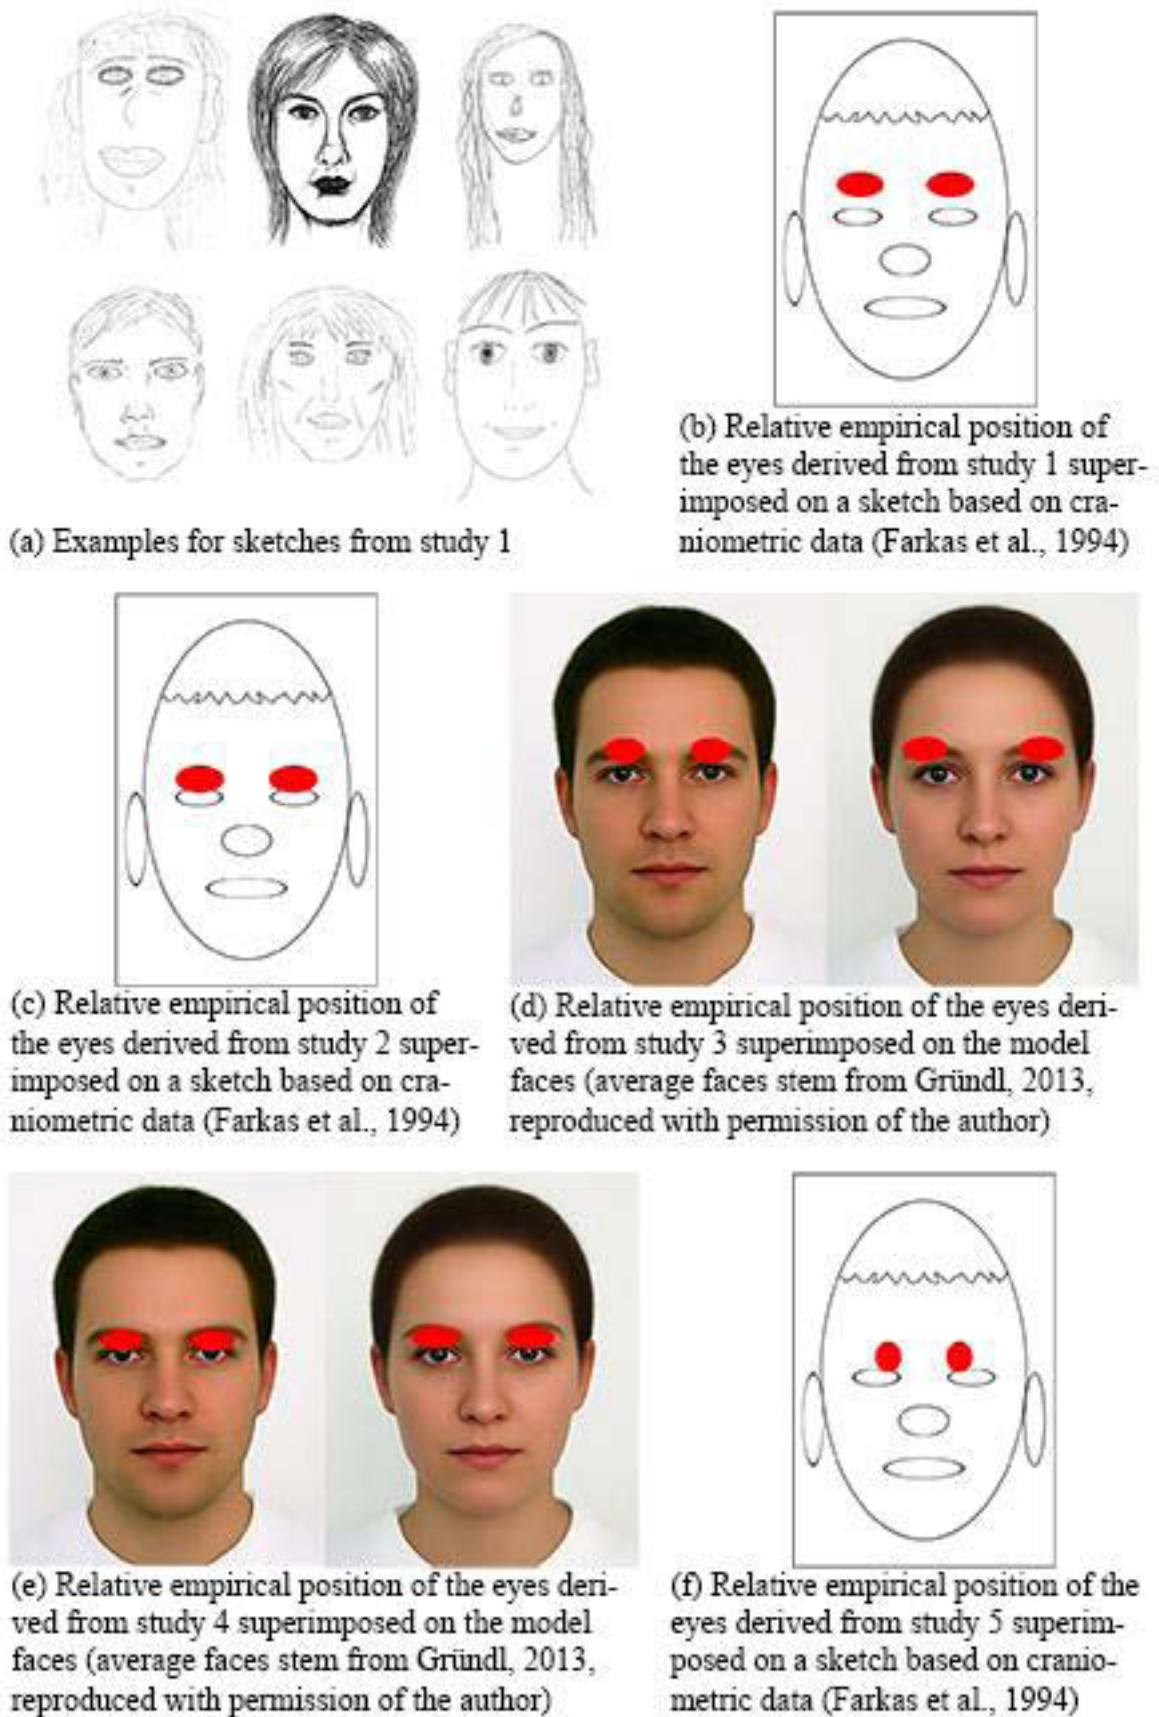 (a) Examples for sketches from study 1
(b) Relative empirical position of
the eyes derived from study 1 super-
imposed on a sketch based on cra-
niometric data (Farkas et al., 1994)
(c) Relative empirical position of
the eyes derived from study 2 super-
imposed on a sketch based on cra-
niometric data (Farkas et al., 1994)
(d) Relative empirical position of the eyes deri-
ved from study 3 superimposed on the model
faces (average faces stem from Gründl, 2013,
reproduced with permission of the author)
(e) Relative empirical position of the eyes deri-
ved from study 4 superimposed on the model
faces (average faces stem from Gründl, 2013,
reproduced with permission of the author)
(f) Relative empirical position of the
eyes derived from study 5 superim-
posed on a sketch based on cranio-
metric data (Farkas et al., 1994)